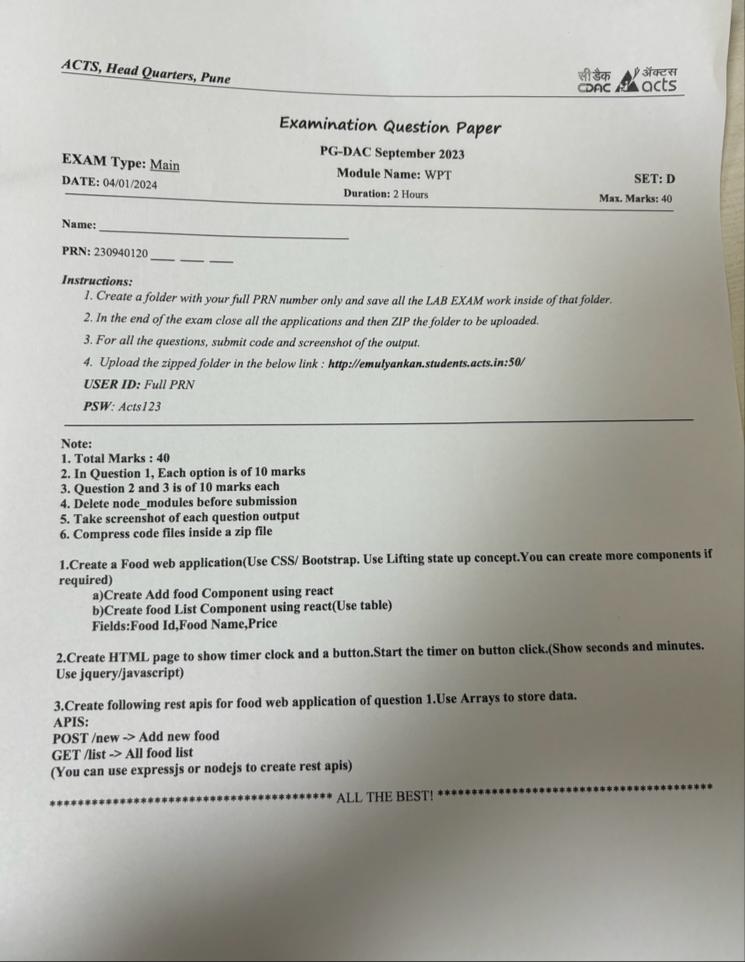 ACTS, Head Quarters, Pune
सी डैक
CDAC
ॲक्टस
acts
Examination Question Paper
PG-DAC September 2023
EXAM Type: Main
Module Name: WPT
SET: D
DATE: 04/01/2024
Duration: 2 Hours
Max. Marks: 40
Name:
PRN: 230940120 ___ ___ ___
Instructions:
1. Create a folder with your full PRN number only and save all the LAB EXAM work inside of that folder.
2. In the end of the exam close all the applications and then ZIP the folder to be uploaded.
3. For all the questions, submit code and screenshot of the output.
4. Upload the zipped folder in the below link : http://emulyankan.students.acts.in:50/
USER ID: Full PRN
PSW: Acts123
Note:
1. Total Marks : 40
2. In Question 1, Each option is of 10 marks
3. Question 2 and 3 is of 10 marks each
4. Delete node_modules before submission
5. Take screenshot of each question output
6. Compress code files inside a zip file
1.Create a Food web application(Use CSS/ Bootstrap. Use Lifting state up concept.You can create more components if
required)
a)Create Add food Component using react
b)Create food List Component using react(Use table)
Fields:Food Id,Food Name,Price
2.Create HTML page to show timer clock and a button.Start the timer on button click.(Show seconds and minutes.
Use jquery/javascript)
3.Create following rest apis for food web application of question 1.Use Arrays to store data.
APIS:
POST /new -> Add new food
GET /list -> All food list
(You can use expressjs or nodejs to create rest apis)
**************************************** ALL THE BEST! ****************************************